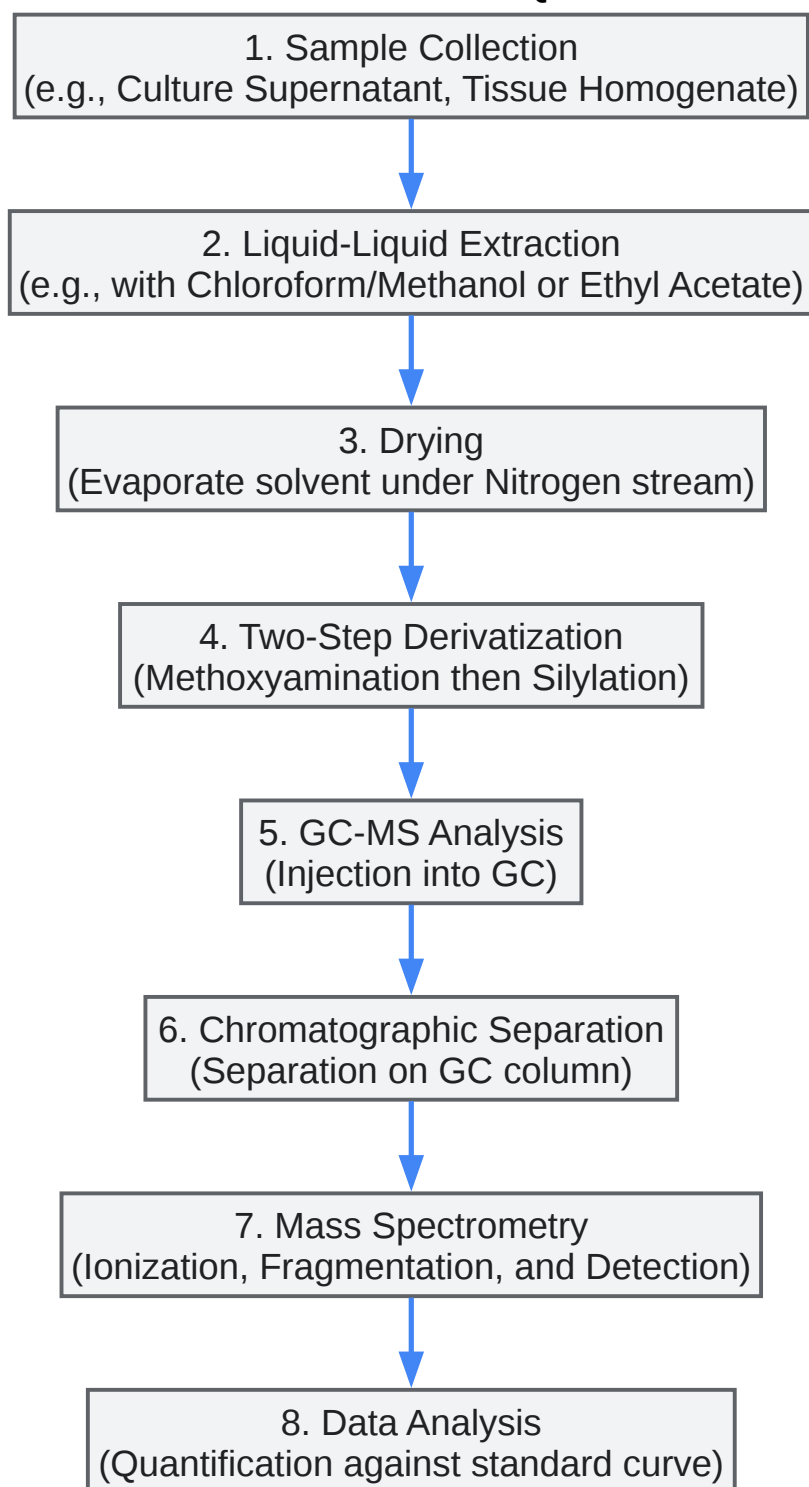 1. Sample Collection
(e.g., Culture Supernatant, Tissue Homogenate)
2. Liquid-Liquid Extraction
(e.g., with Chloroform/Methanol or Ethyl Acetate)
3. Drying
(Evaporate solvent under Nitrogen stream)
4. Two-Step Derivatization
(Methoxyamination then Silylation)
5. GC-MS Analysis
(Injection into GC)
6. Chromatographic Separation
(Separation on GC column)
7. Mass Spectrometry
(Ionization, Fragmentation, and Detection)
8. Data Analysis
(Quantification against standard curve)